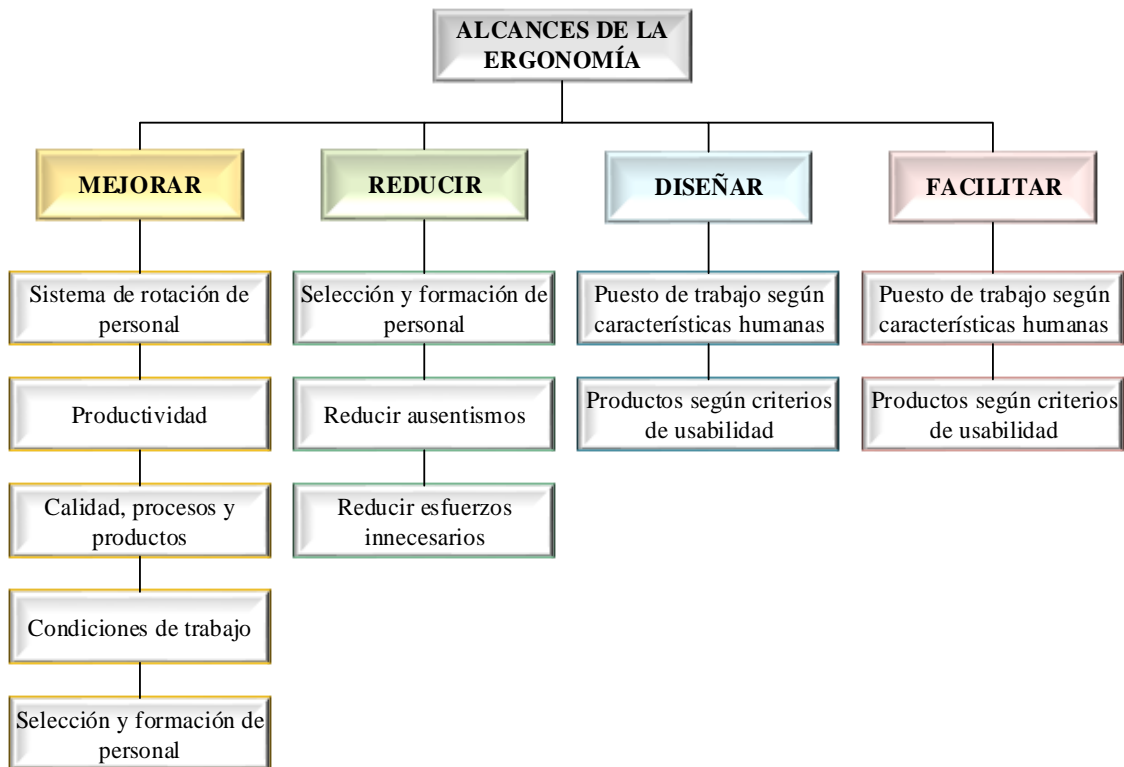 ALCANCES DE LA
ERGONOMÍA
MEJORAR
Sistema de rotación de
personal
Productividad
Calidad, procesos y
productos
Condiciones de trabajo
Selección y formación de
personal
REDUCIR
Selección y formación de
personal
Reducir ausentismos
Reducir esfuerzos
innecesarios
DISEÑAR
Puesto de trabajo según
características humanas
Productos según criterios
de usabilidad
FACILITAR
Puesto de trabajo según
características humanas
Productos según criterios
de usabilidad